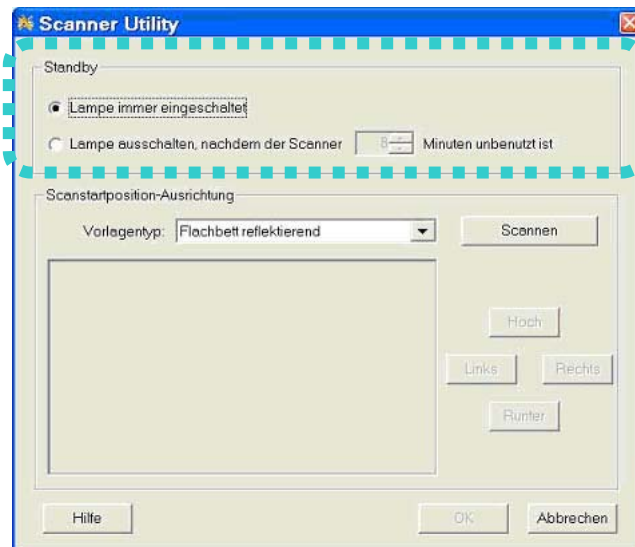 Scanner Utility
Standby
Lampe immer eingeschaltet
Lampe ausschalten, nachdem der Scanner 8 Minuten unbenutzt ist
Scanstartposition-Ausrichtung
Vorlagentyp: Flachbett reflektierend Scannen
Hoch
Links Rechts
Runter
Hilfe OK Abbrechen